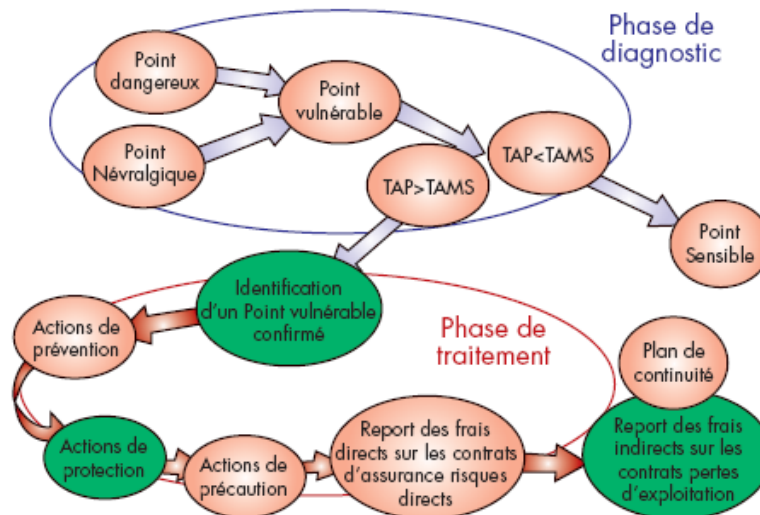 Phase de
diagnostic
Point
dangereux
Point
vulnérable
Point
Névralgique
TAP>TAMS
TAP<TAMS
Point
Sensible
Identification
d'un Point vulnérable
confirmé
Phase de
traitement
Actions de
prévention
Plan de
continuité
Actions de
protection
Actions de
précaution
Report des frais
directs sur les contrats
d'assurance risques
directs
Report des frais
indirects sur les
contrats pertes
d'exploitation